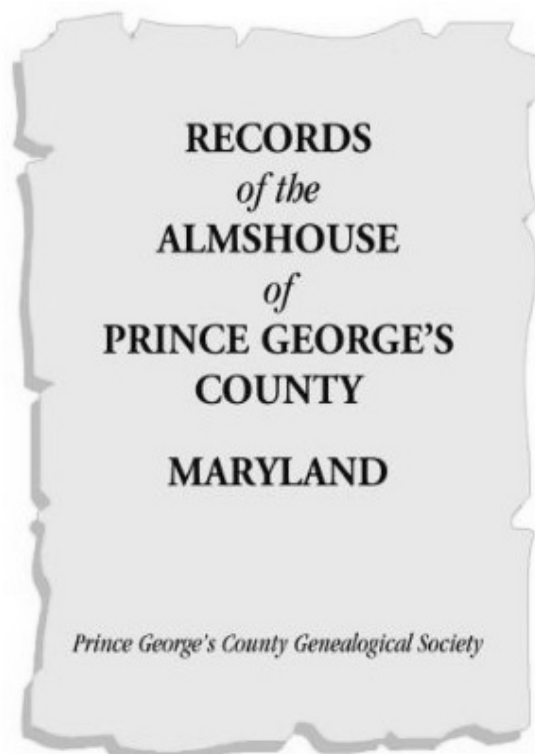 RECORDS
of the
ALMSHOUSE
of
PRINCE GEORGE'S
COUNTY
MARYLAND
Prince George's County Genealogical Society